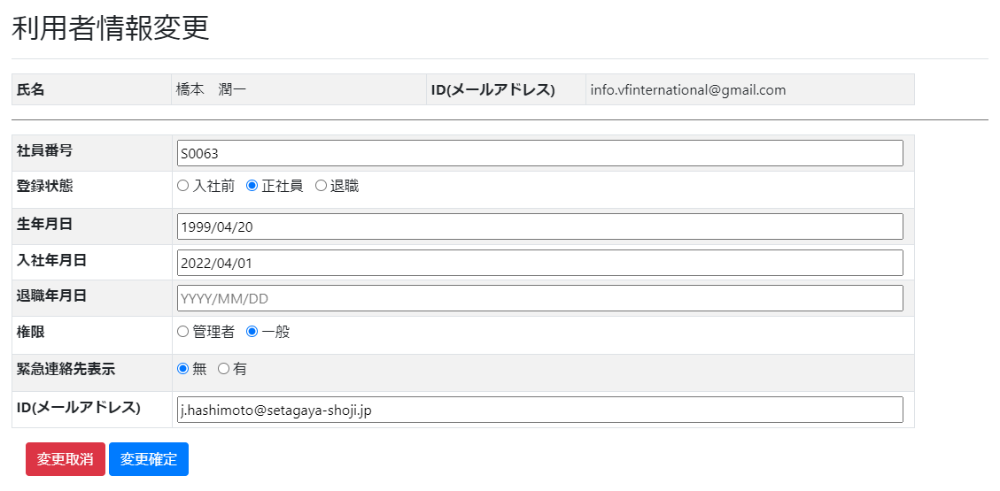 利用者情報変更
氏名 橋本　潤一 ID(メールアドレス) info.vfinternational@gmail.com
社員番号 S0063
登録状態 入社前 正社員 退職
生年月日 1999/04/20
入社年月日 2022/04/01
退職年月日 YYYY/MM/DD
権限 管理者 一般
緊急連絡先表示 無 有
ID(メールアドレス) j.hashimoto@setagaya-shoji.jp
変更取消 変更確定